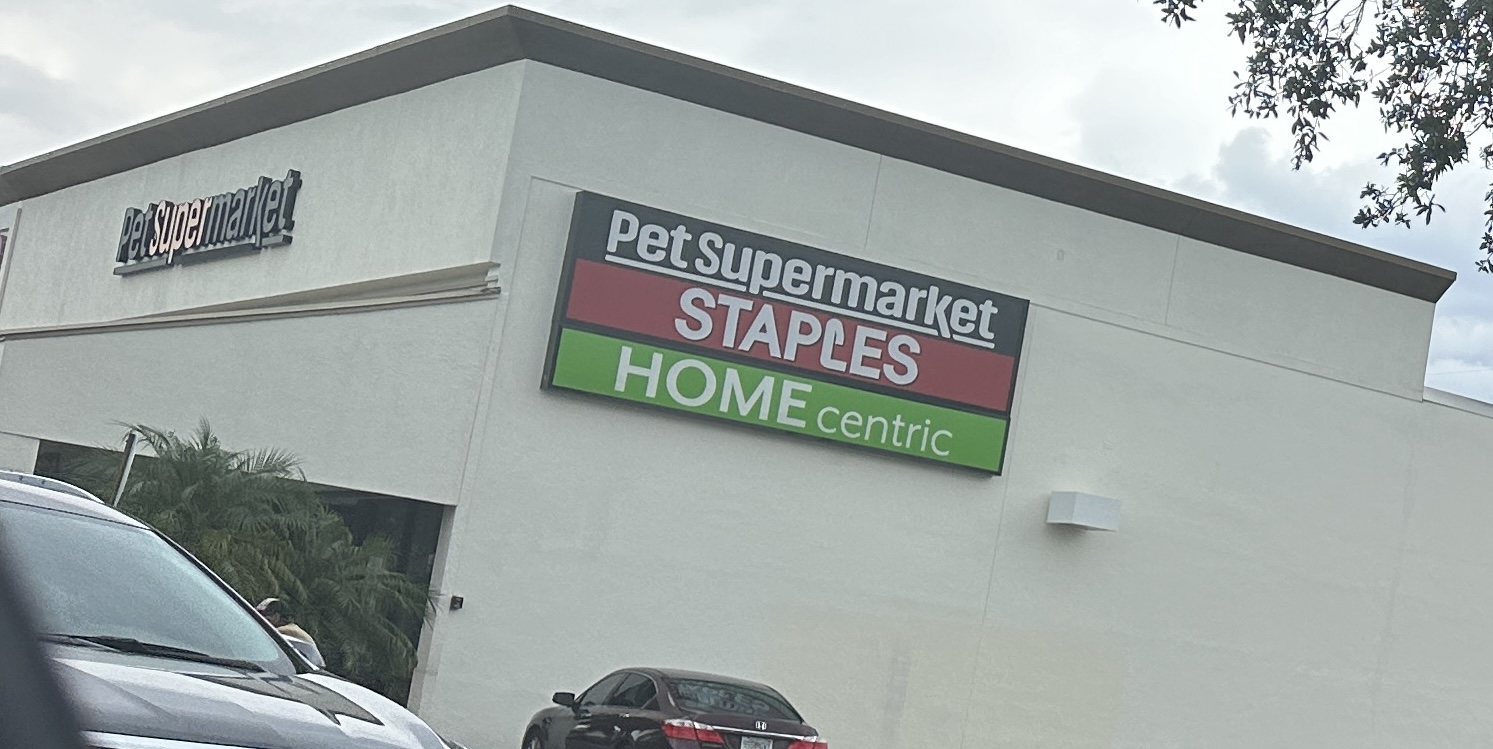 Pet Supermarket
Pet Supermarket
STAPLES
HOME centric